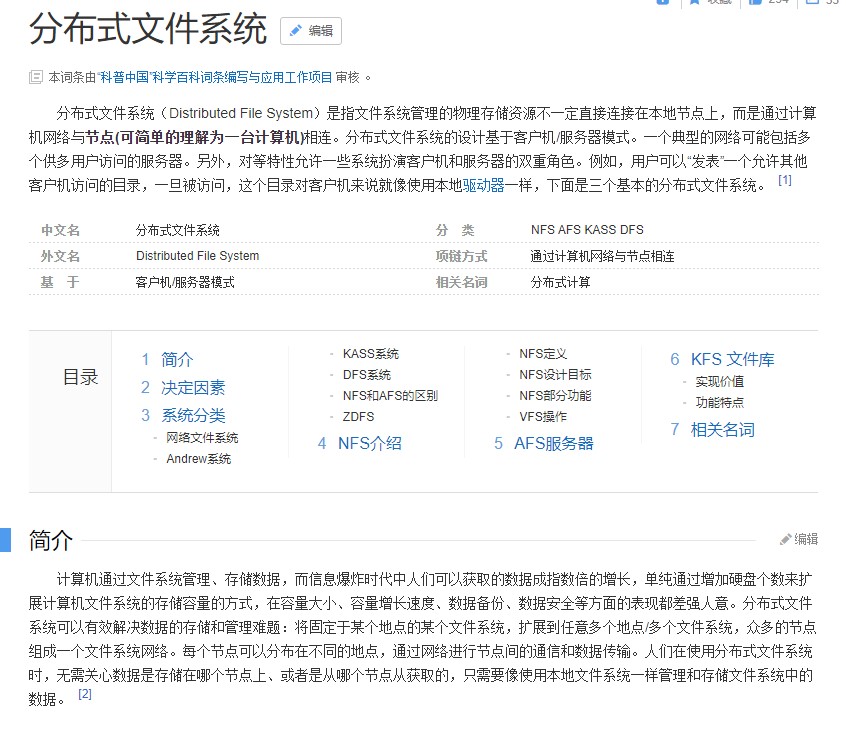 分布式文件系统 编辑
本词条由“科普中国”科学百科词条编写与应用工作项目 审核 。
分布式文件系统（Distributed File System）是指文件系统管理的物理存储资源不一定直接连接在本地节点上，而是通过计算
机网络与节点(可简单的理解为一台计算机)相连。分布式文件系统的设计基于客户机/服务器模式。一个典型的网络可能包括多
个供多用户访问的服务器。另外，对等特性允许一些系统扮演客户机和服务器的双重角色。例如，用户可以“发表”一个允许其他
客户机访问的目录，一旦被访问，这个目录对客户机来说就像使用本地驱动器一样，下面是三个基本的分布式文件系统。 [1]
中文名 分布式文件系统 分 类 NFS AFS KASS DFS
外文名 Distributed File System 项链方式 通过计算机网络与节点相连
基 于 客户机/服务器模式 相关名词 分布式计算
目录
1 简介
2 决定因素
3 系统分类
- 网络文件系统
- Andrew系统
- KASS系统
- DFS系统
- NFS和AFS的区别
- ZDFS
4 NFS介绍
- NFS定义
- NFS设计目标
- NFS部分功能
- VFS操作
5 AFS服务器
6 KFS 文件库
- 实现价值
- 功能特点
7 相关名词
简介 编辑
计算机通过文件系统管理、存储数据，而信息爆炸时代中人们可以获取的数据成指数倍的增长，单纯通过增加硬盘个数来扩
展计算机文件系统的存储容量的方式，在容量大小、容量增长速度、数据备份、数据安全等方面的表现都差强人意。分布式文件
系统可以有效解决数据的存储和管理难题：将固定于某个地点的某个文件系统，扩展到任意多个地点/多个文件系统，众多的节点
组成一个文件系统网络。每个节点可以分布在不同的地点，通过网络进行节点间的通信和数据传输。人们在使用分布式文件系统
时，无需关心数据是存储在哪个节点上、或者是从哪个节点从获取的，只需要像使用本地文件系统一样管理和存储文件系统中的
数据。 [2]